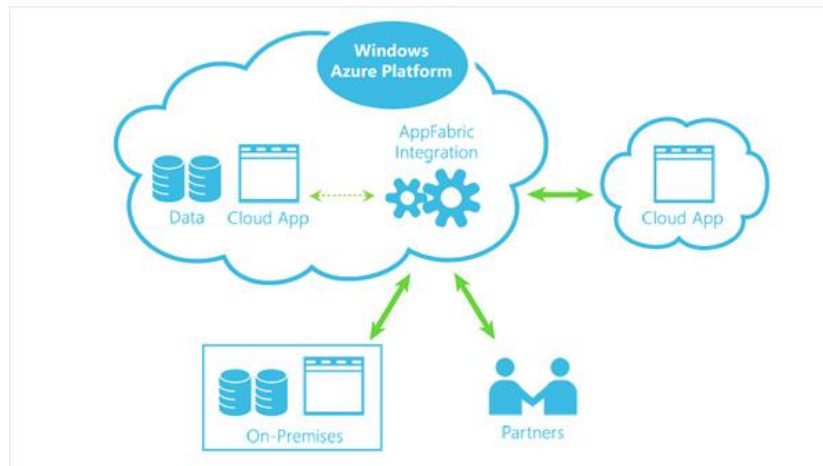 Windows
Azure Platform
AppFabric
Integration
Data
Cloud App
Cloud App
On-Premises
Partners